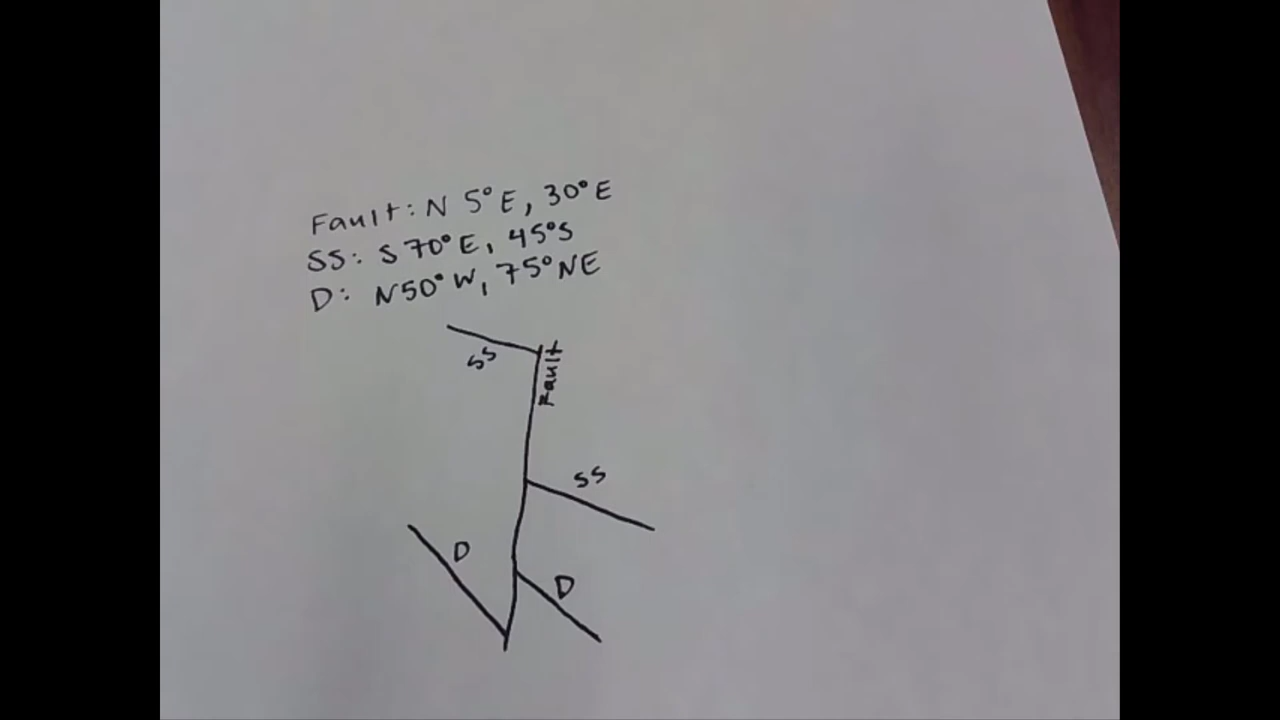 Fault: N 5° E, 30° E
SS: S 70° E, 45° S
D: N50° W, 75° NE
SS
Fault
SS
D
D